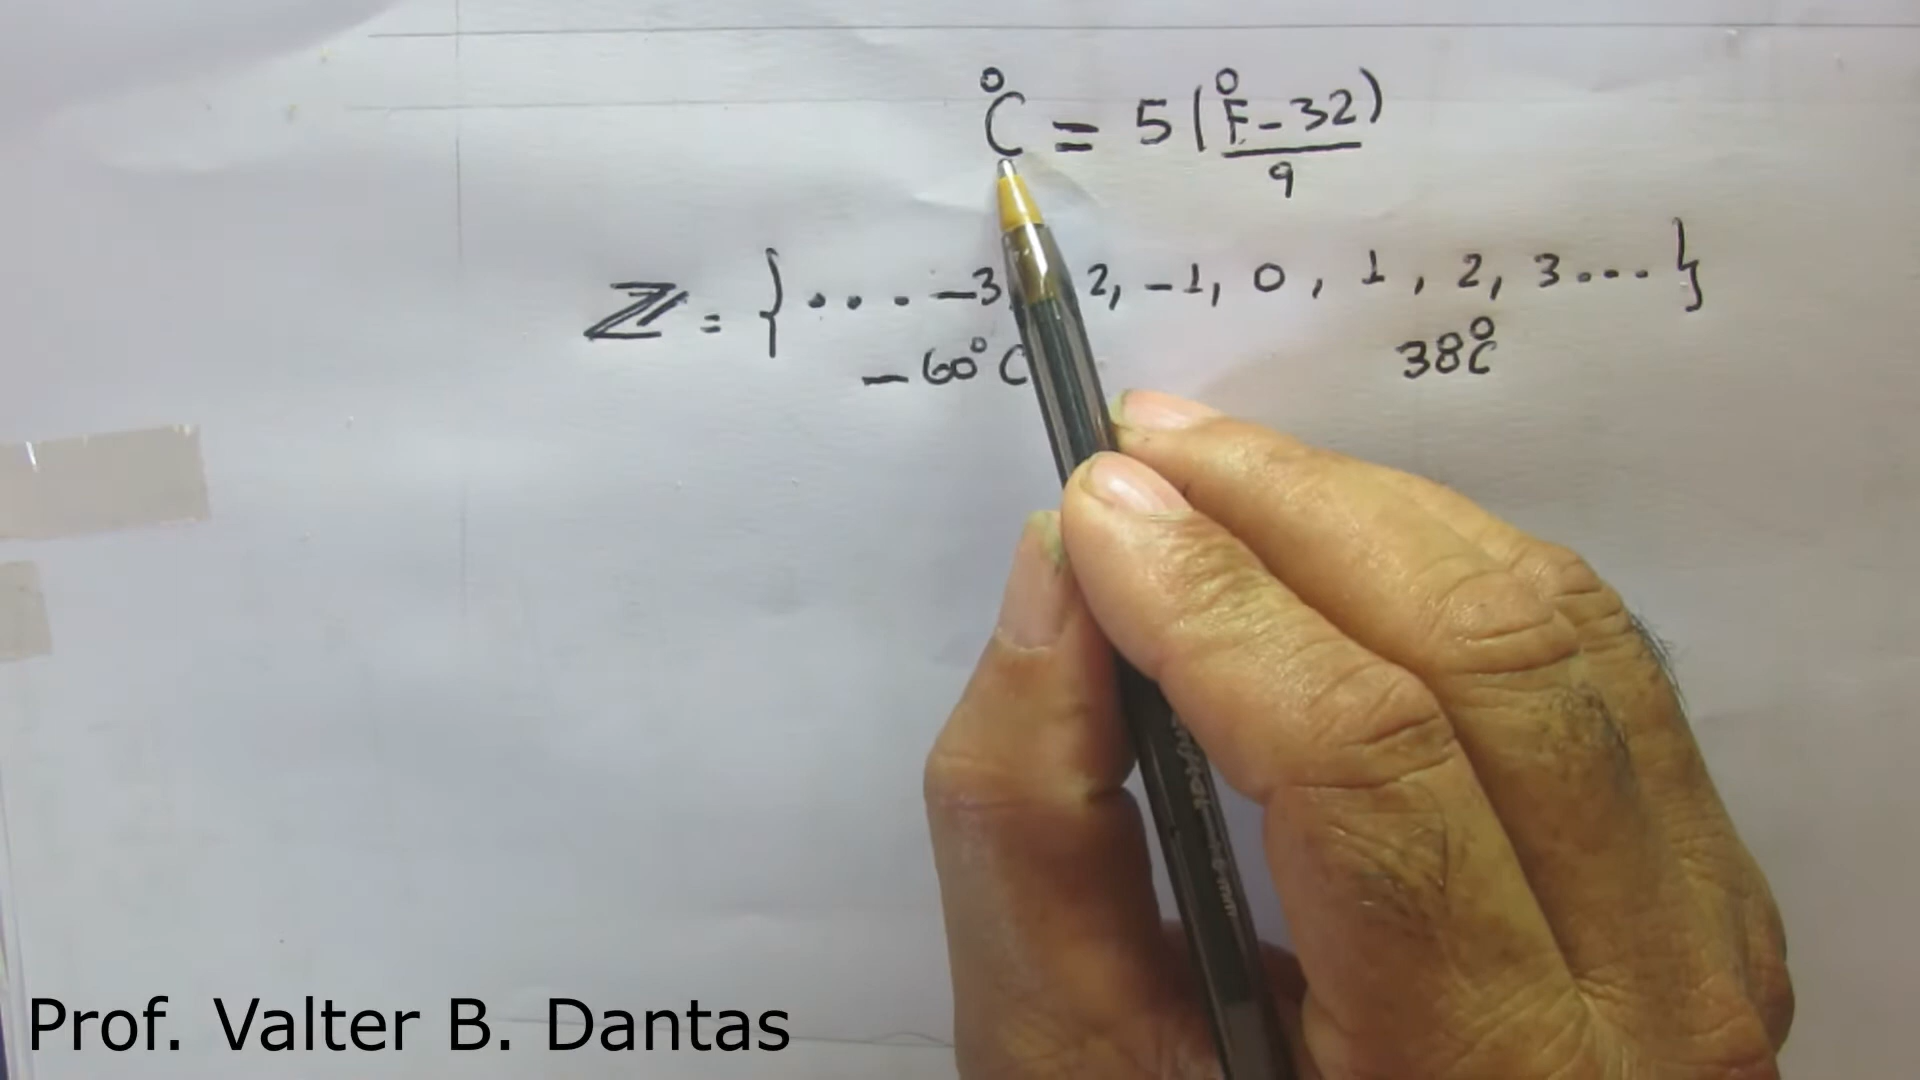 °C = 5(°F - 32)
9
ℤ = {.... -3, 2, -1, 0, 1, 2, 3... }
-60°C 38°C
Prof. Valter B. Dantas